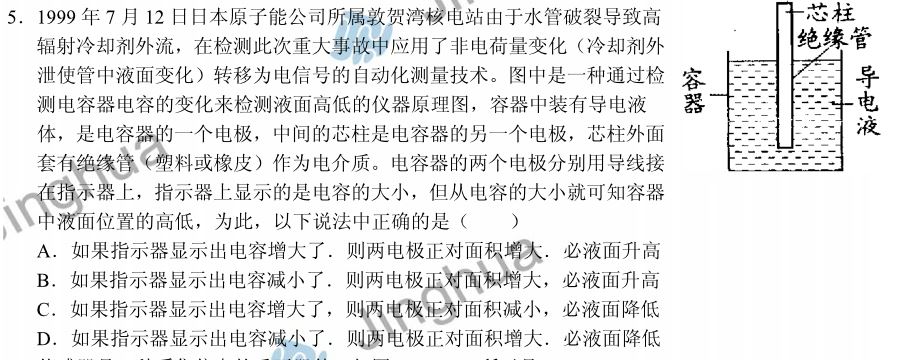 5．1999 年 7 月 12 日日本原子能公司所属敦贺湾核电站由于水管破裂导致高
辐射冷却剂外流，在检测此次重大事故中应用了非电荷量变化（冷却剂外
泄使管中液面变化）转移为电信号的自动化测量技术。图中是一种通过检
测电容器电容的变化来检测液面高低的仪器原理图，容器中装有导电液
体，是电容器的一个电极，中间的芯柱是电容器的另一个电极，芯柱外面
套有绝缘管（塑料或橡皮）作为电介质。电容器的两个电极分别用导线接
在指示器上，指示器上显示的是电容的大小，但从电容的大小就可知容器
中液面位置的高低，为此，以下说法中正确的是（　　）
A．如果指示器显示出电容增大了．则两电极正对面积增大．必液面升高
B．如果指示器显示出电容减小了．则两电极正对面积增大．必液面升高
C．如果指示器显示出电容增大了，则两电极正对面积减小，必液面降低
D．如果指示器显示出电容减小了．则两电极正对面积增大．必液面降低
芯柱
绝缘管
容器
导电液
Jinghua
Jinghua